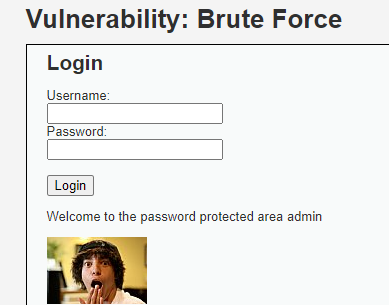 Vulnerability: Brute Force
Login
Username:
Password:
Login
Welcome to the password protected area admin